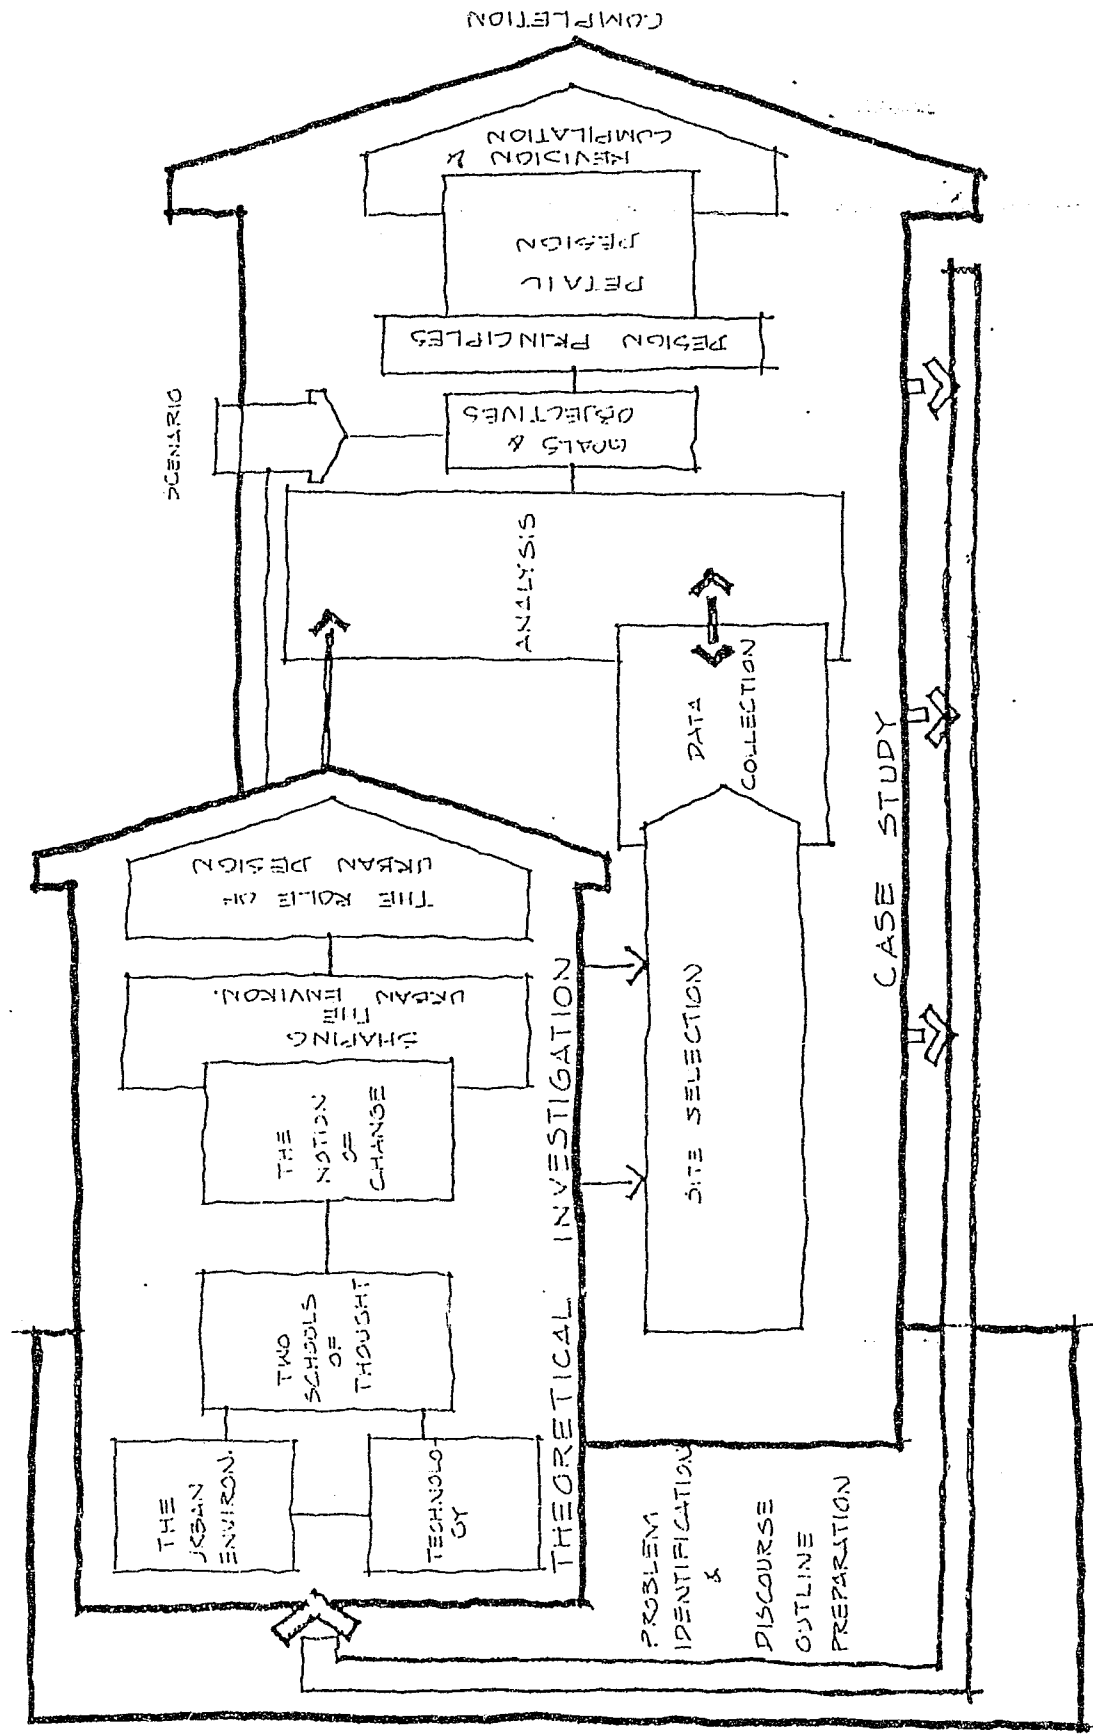 COMPLETION
REVISION &
COMPILATION
DETAIL
DESIGN
DESIGN PRINCIPLES
SCENARIO
GOALS &
OBJECTIVES
ANALYSIS
DATA
COLLECTION
CASE STUDY
THE ROLE OF
URBAN DESIGN
SHAPING
THE
URBAN ENVIRON.
THE
NOTION
OF
CHANGE
THEORETICAL INVESTIGATION
SITE SELECTION
TWO
SCHOOLS
OF
THOUGHT
THE
URBAN
ENVIRON.
TECHNOLO-
GY
PROBLEM
IDENTIFICATION
&
DISCOURSE
OUTLINE
PREPARATION